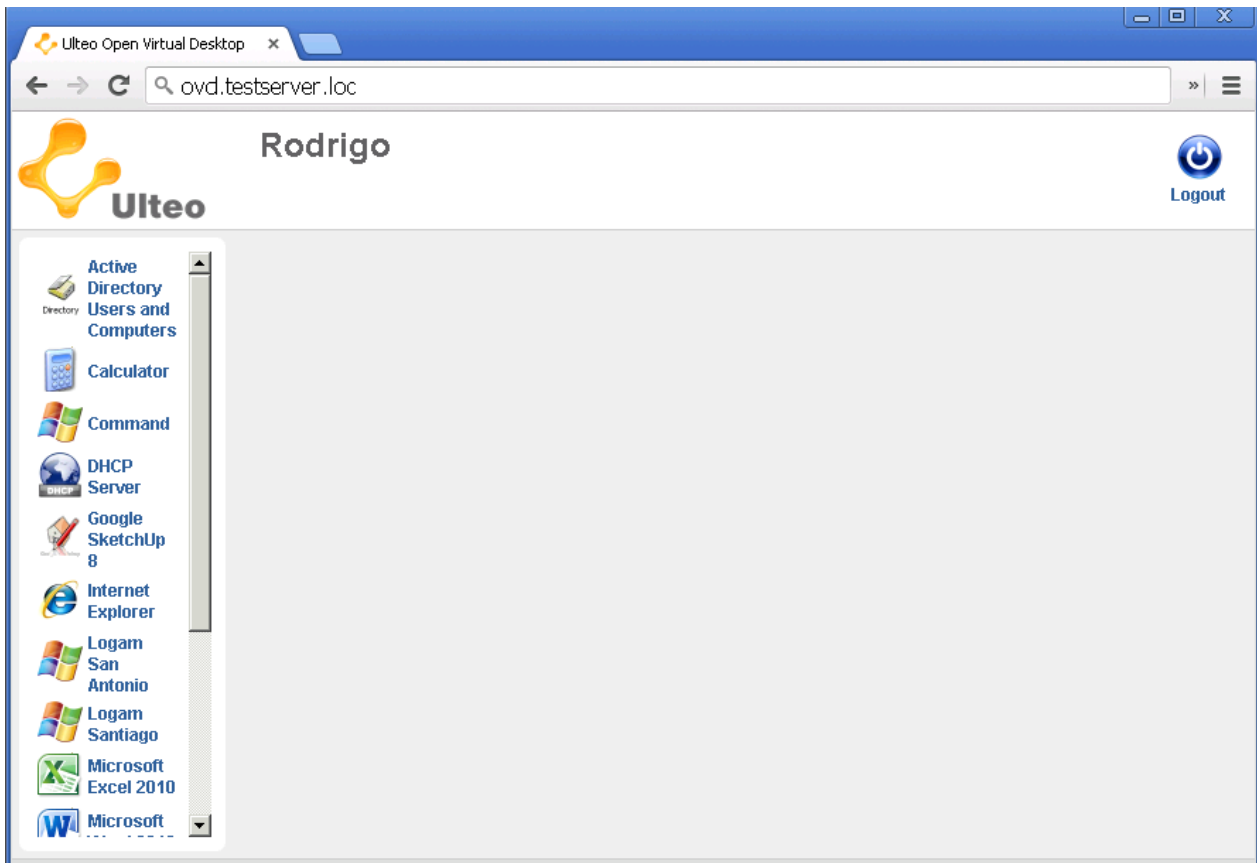 Ulteo Open Virtual Desktop
ovd.testserver.loc
Rodrigo
Ulteo
Logout
Active
Directory
Users and
Computers
Directory
Calculator
Command
DHCP
Server
DHCP
Google
SketchUp
8
Internet
Explorer
Logam
San
Antonio
Logam
Santiago
Microsoft
Excel 2010
Microsoft